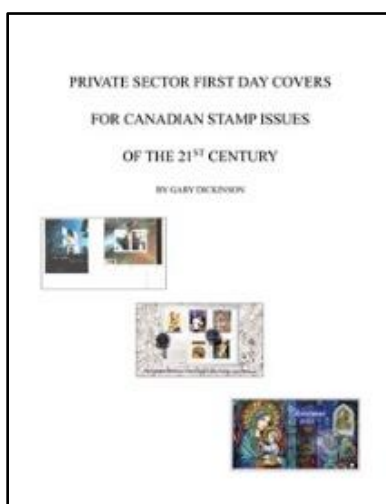 PRIVATE SECTOR FIRST DAY COVERS
FOR CANADIAN STAMP ISSUES
OF THE 21ST CENTURY
BY GARY DICKINSON